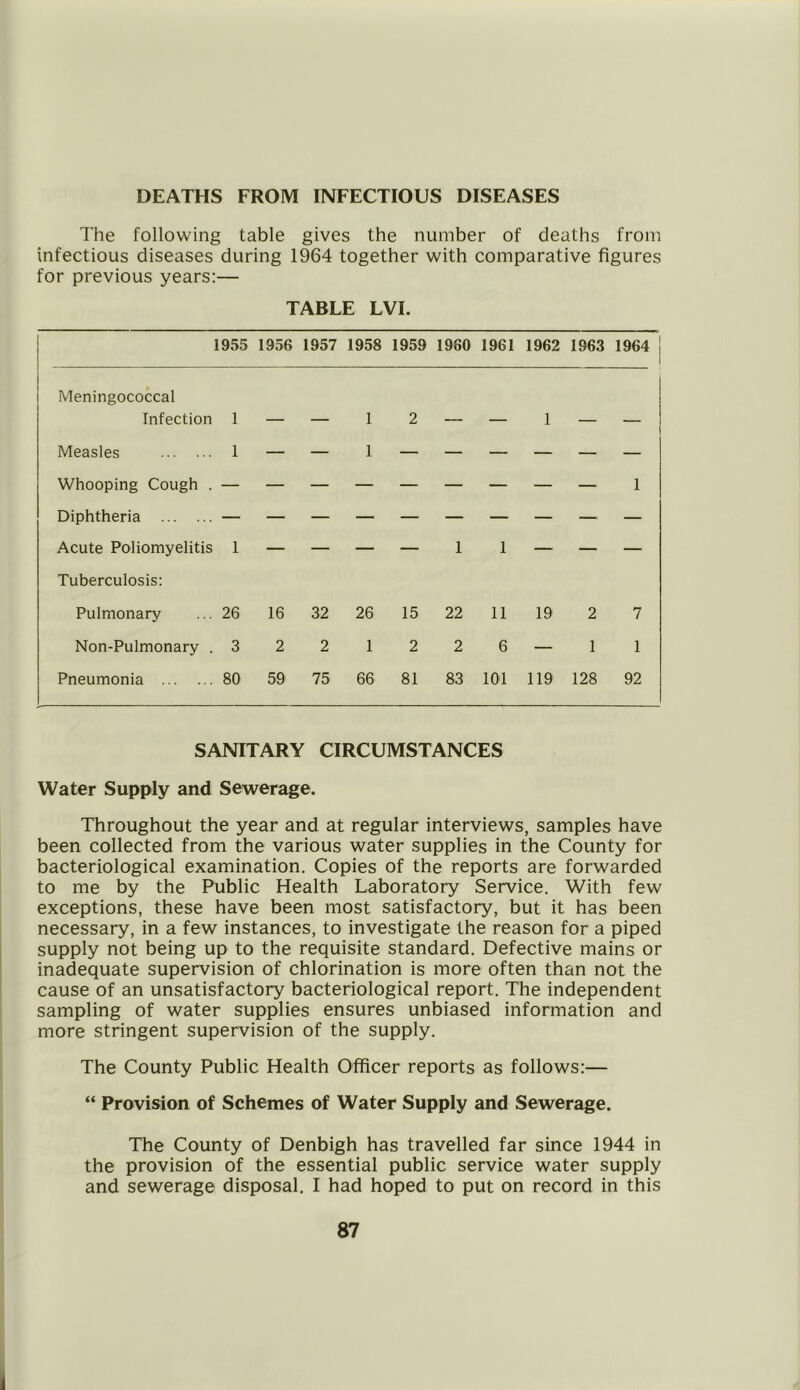 DEATHS FROM INFECTIOUS DISEASES
The following table gives the number of deaths from
infectious diseases during 1964 together with comparative figures
for previous years:—
TABLE LVI.
1955 1956 1957 1958 1959 1960 1961 1962 1963 1964
Meningococcal
Infection 1 — — 1 2 — — 1 — —
Measles ... ... 1 — — 1 — — — — — —
Whooping Cough . — — — — — — — — — 1
Diphtheria ... ... — — — — — — — — — —
Acute Poliomyelitis 1 — — — — 1 1 — — —
Tuberculosis:
Pulmonary ... 26 16 32 26 15 22 11 19 2 7
Non-Pulmonary . 3 2 2 1 2 2 6 — 1 1
Pneumonia ... ... 80 59 75 66 81 83 101 119 128 92
SANITARY CIRCUMSTANCES
Water Supply and Sewerage.
Throughout the year and at regular interviews, samples have
been collected from the various water supplies in the County for
bacteriological examination. Copies of the reports are forwarded
to me by the Public Health Laboratory Service. With few
exceptions, these have been most satisfactory, but it has been
necessary, in a few instances, to investigate the reason for a piped
supply not being up to the requisite standard. Defective mains or
inadequate supervision of chlorination is more often than not the
cause of an unsatisfactory bacteriological report. The independent
sampling of water supplies ensures unbiased information and
more stringent supervision of the supply.
The County Public Health Officer reports as follows:—
“ Provision of Schemes of Water Supply and Sewerage.
The County of Denbigh has travelled far since 1944 in
the provision of the essential public service water supply
and sewerage disposal. I had hoped to put on record in this
87